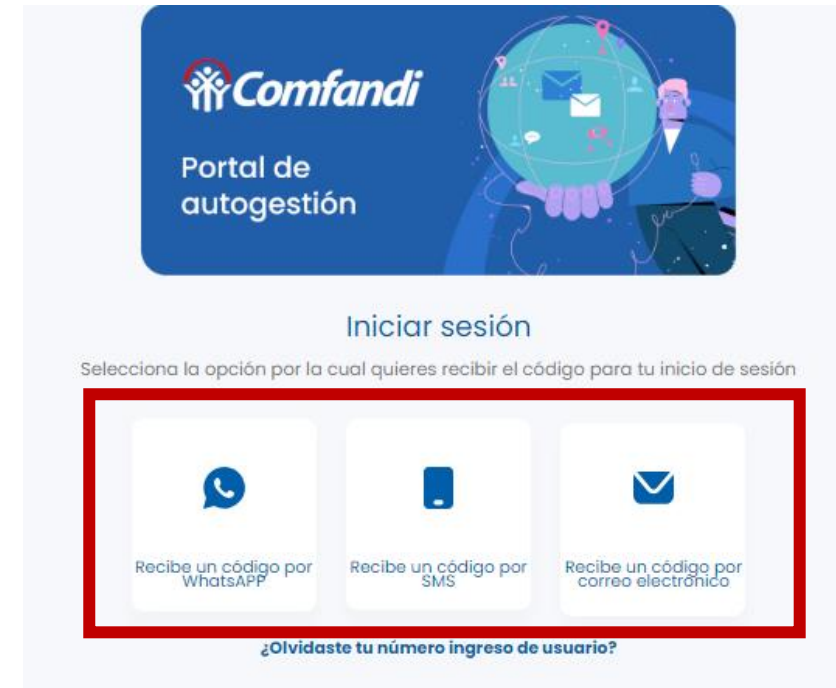 Comfandi
Portal de
autogestión
Iniciar sesión
Selecciona la opción por la cual quieres recibir el código para tu inicio de sesión
Recibe un código por
WhatsAPP
Recibe un código por
SMS
Recibe un código por
correo electrónico
¿Olvidaste tu número ingreso de usuario?